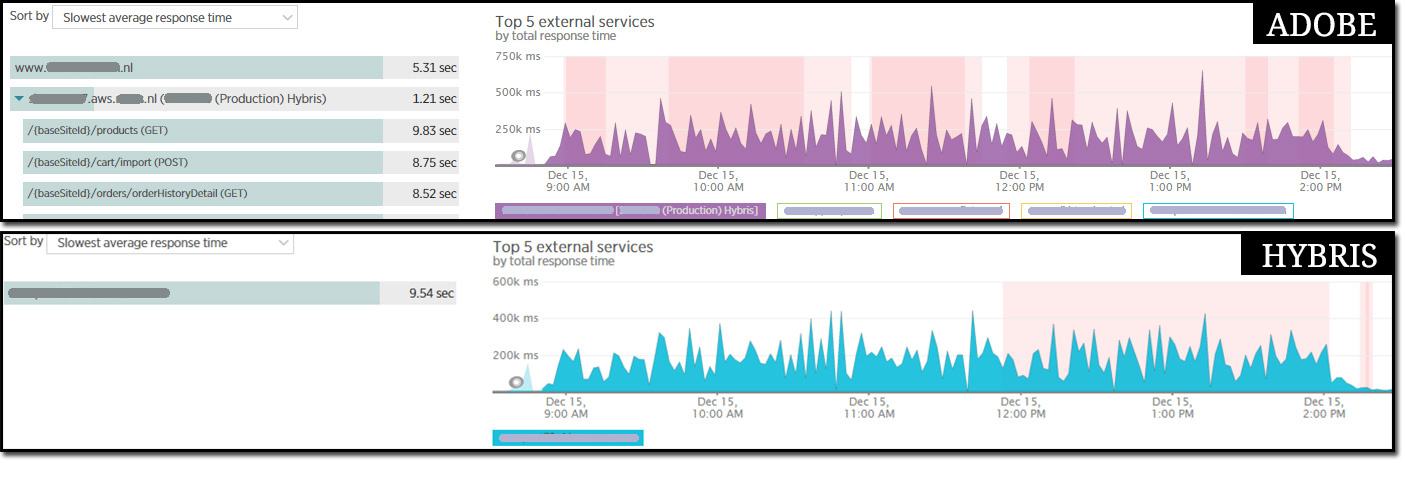 Sort by Slowest average response time
www. .nl 5.31 sec
.aws. .nl ( (Production) Hybris) 1.21 sec
/{baseSiteId}/products (GET) 9.83 sec
/{baseSiteId}/cart/import (POST) 8.75 sec
/{baseSiteId}/orders/orderHistoryDetail (GET) 8.52 sec
ADOBE
Top 5 external services
by total response time
750k ms
500k ms
250k ms
Dec 15, Dec 15, Dec 15, Dec 15, Dec 15, Dec 15,
9:00 AM 10:00 AM 11:00 AM 12:00 PM 1:00 PM 2:00 PM
[ (Production) Hybris]
Sort by Slowest average response time
9.54 sec
HYBRIS
Top 5 external services
by total response time
600k ms
400k ms
200k ms
Dec 15, Dec 15, Dec 15, Dec 15, Dec 15, Dec 15,
9:00 AM 10:00 AM 11:00 AM 12:00 PM 1:00 PM 2:00 PM